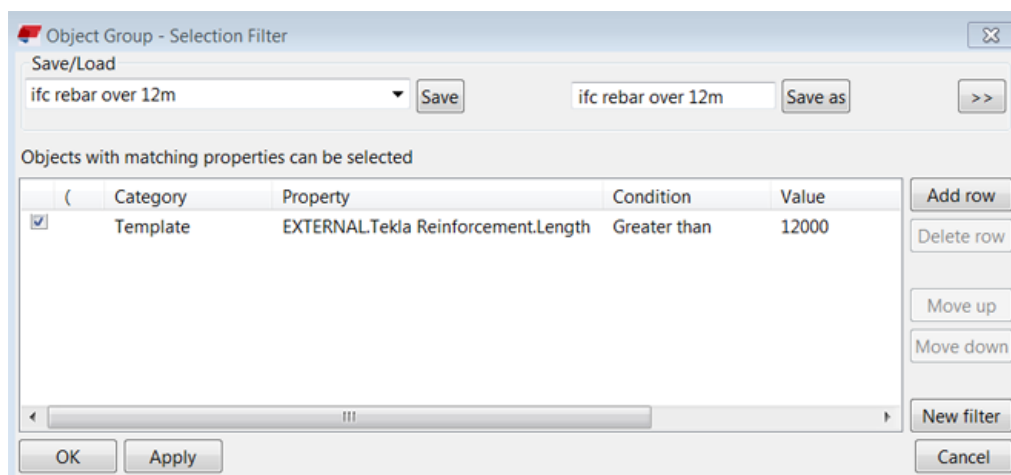 Object Group - Selection Filter
Save/Load
ifc rebar over 12m Save ifc rebar over 12m Save as >>
Objects with matching properties can be selected
( Category Property Condition Value Add row
Template EXTERNAL.Tekla Reinforcement.Length Greater than 12000
Delete row
Move up
Move down
New filter
OK Apply Cancel